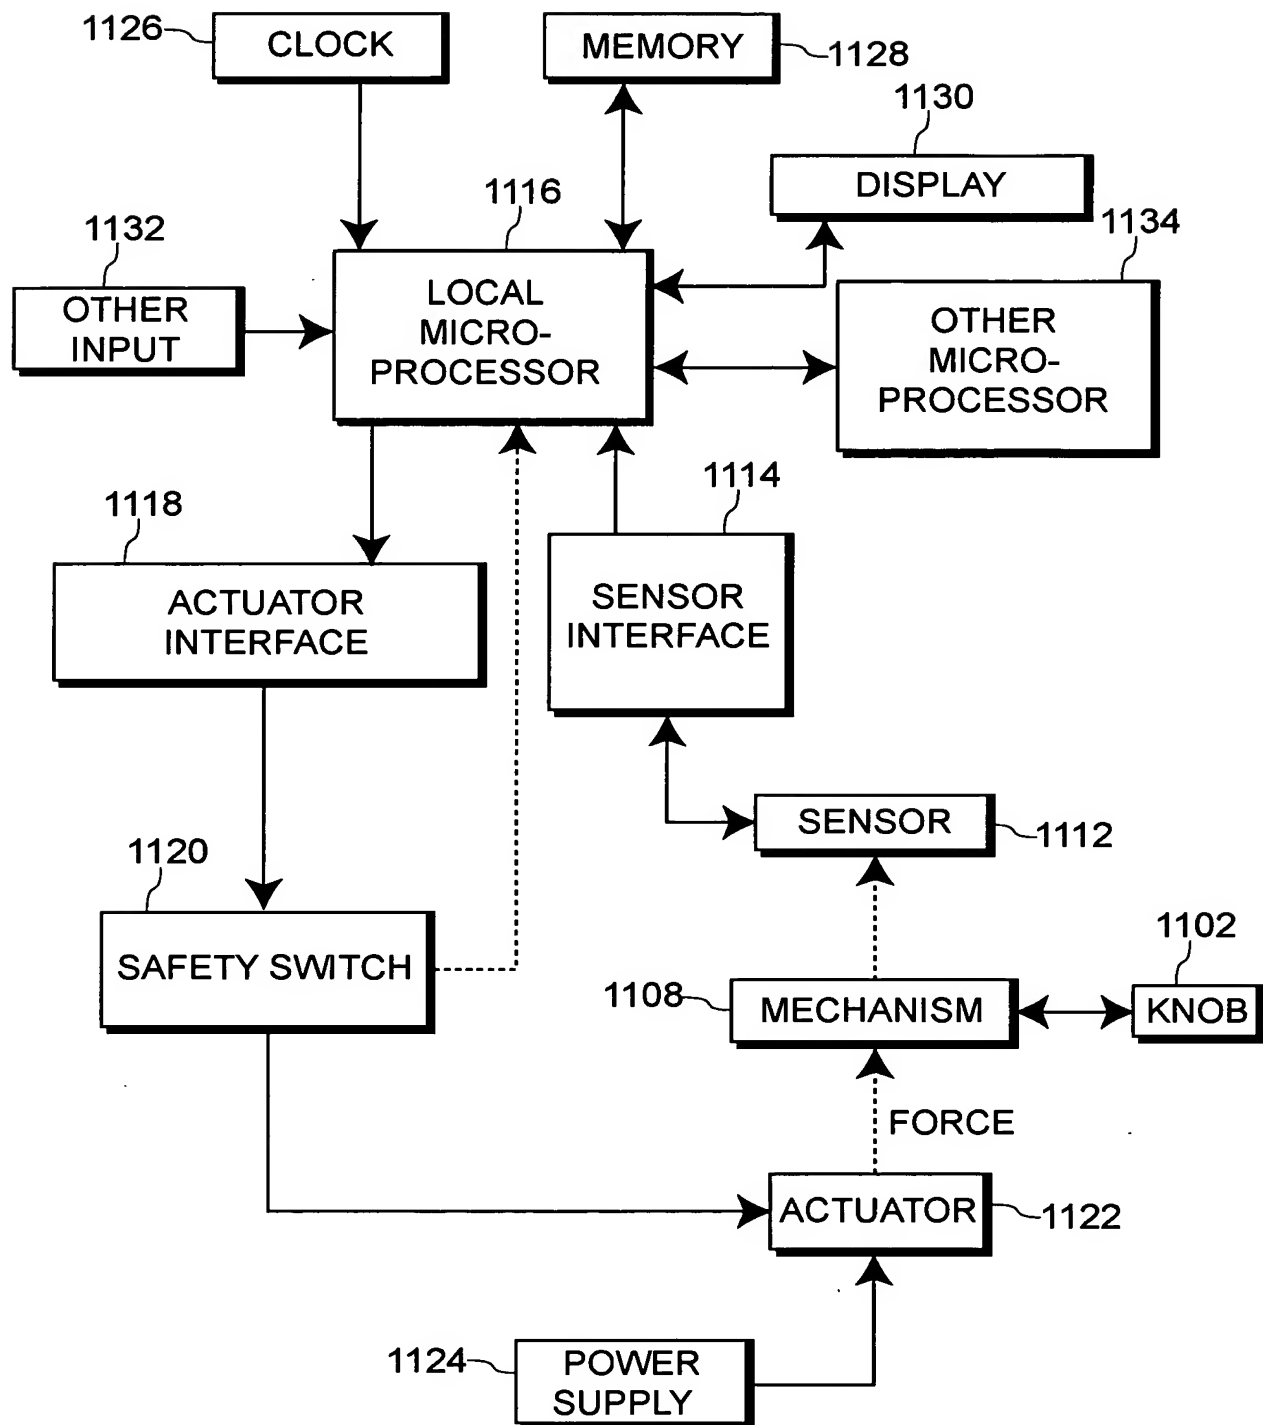 1126
CLOCK
MEMORY
1128
1130
DISPLAY
1116
1132
1134
LOCAL
MICRO-
PROCESSOR
OTHER
INPUT
OTHER
MICRO-
PROCESSOR
1118
1114
ACTUATOR
INTERFACE
SENSOR
INTERFACE
SENSOR
1112
1120
SAFETY SWITCH
1102
1108
MECHANISM
KNOB
FORCE
ACTUATOR
1122
1124
POWER
SUPPLY